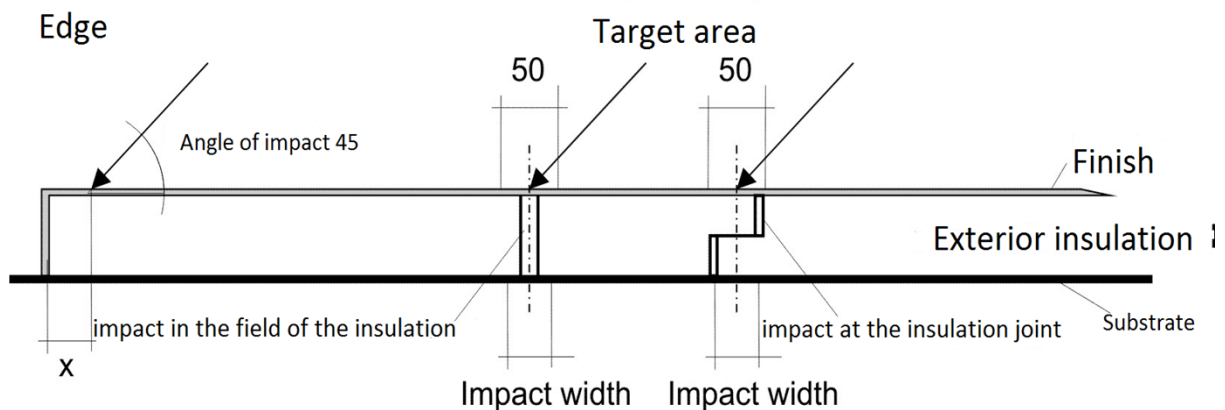 Edge
Target area
50
50
Angle of impact 45
Finish
Exterior insulation
impact in the field of the insulation
impact at the insulation joint
Substrate
x
Impact width
Impact width